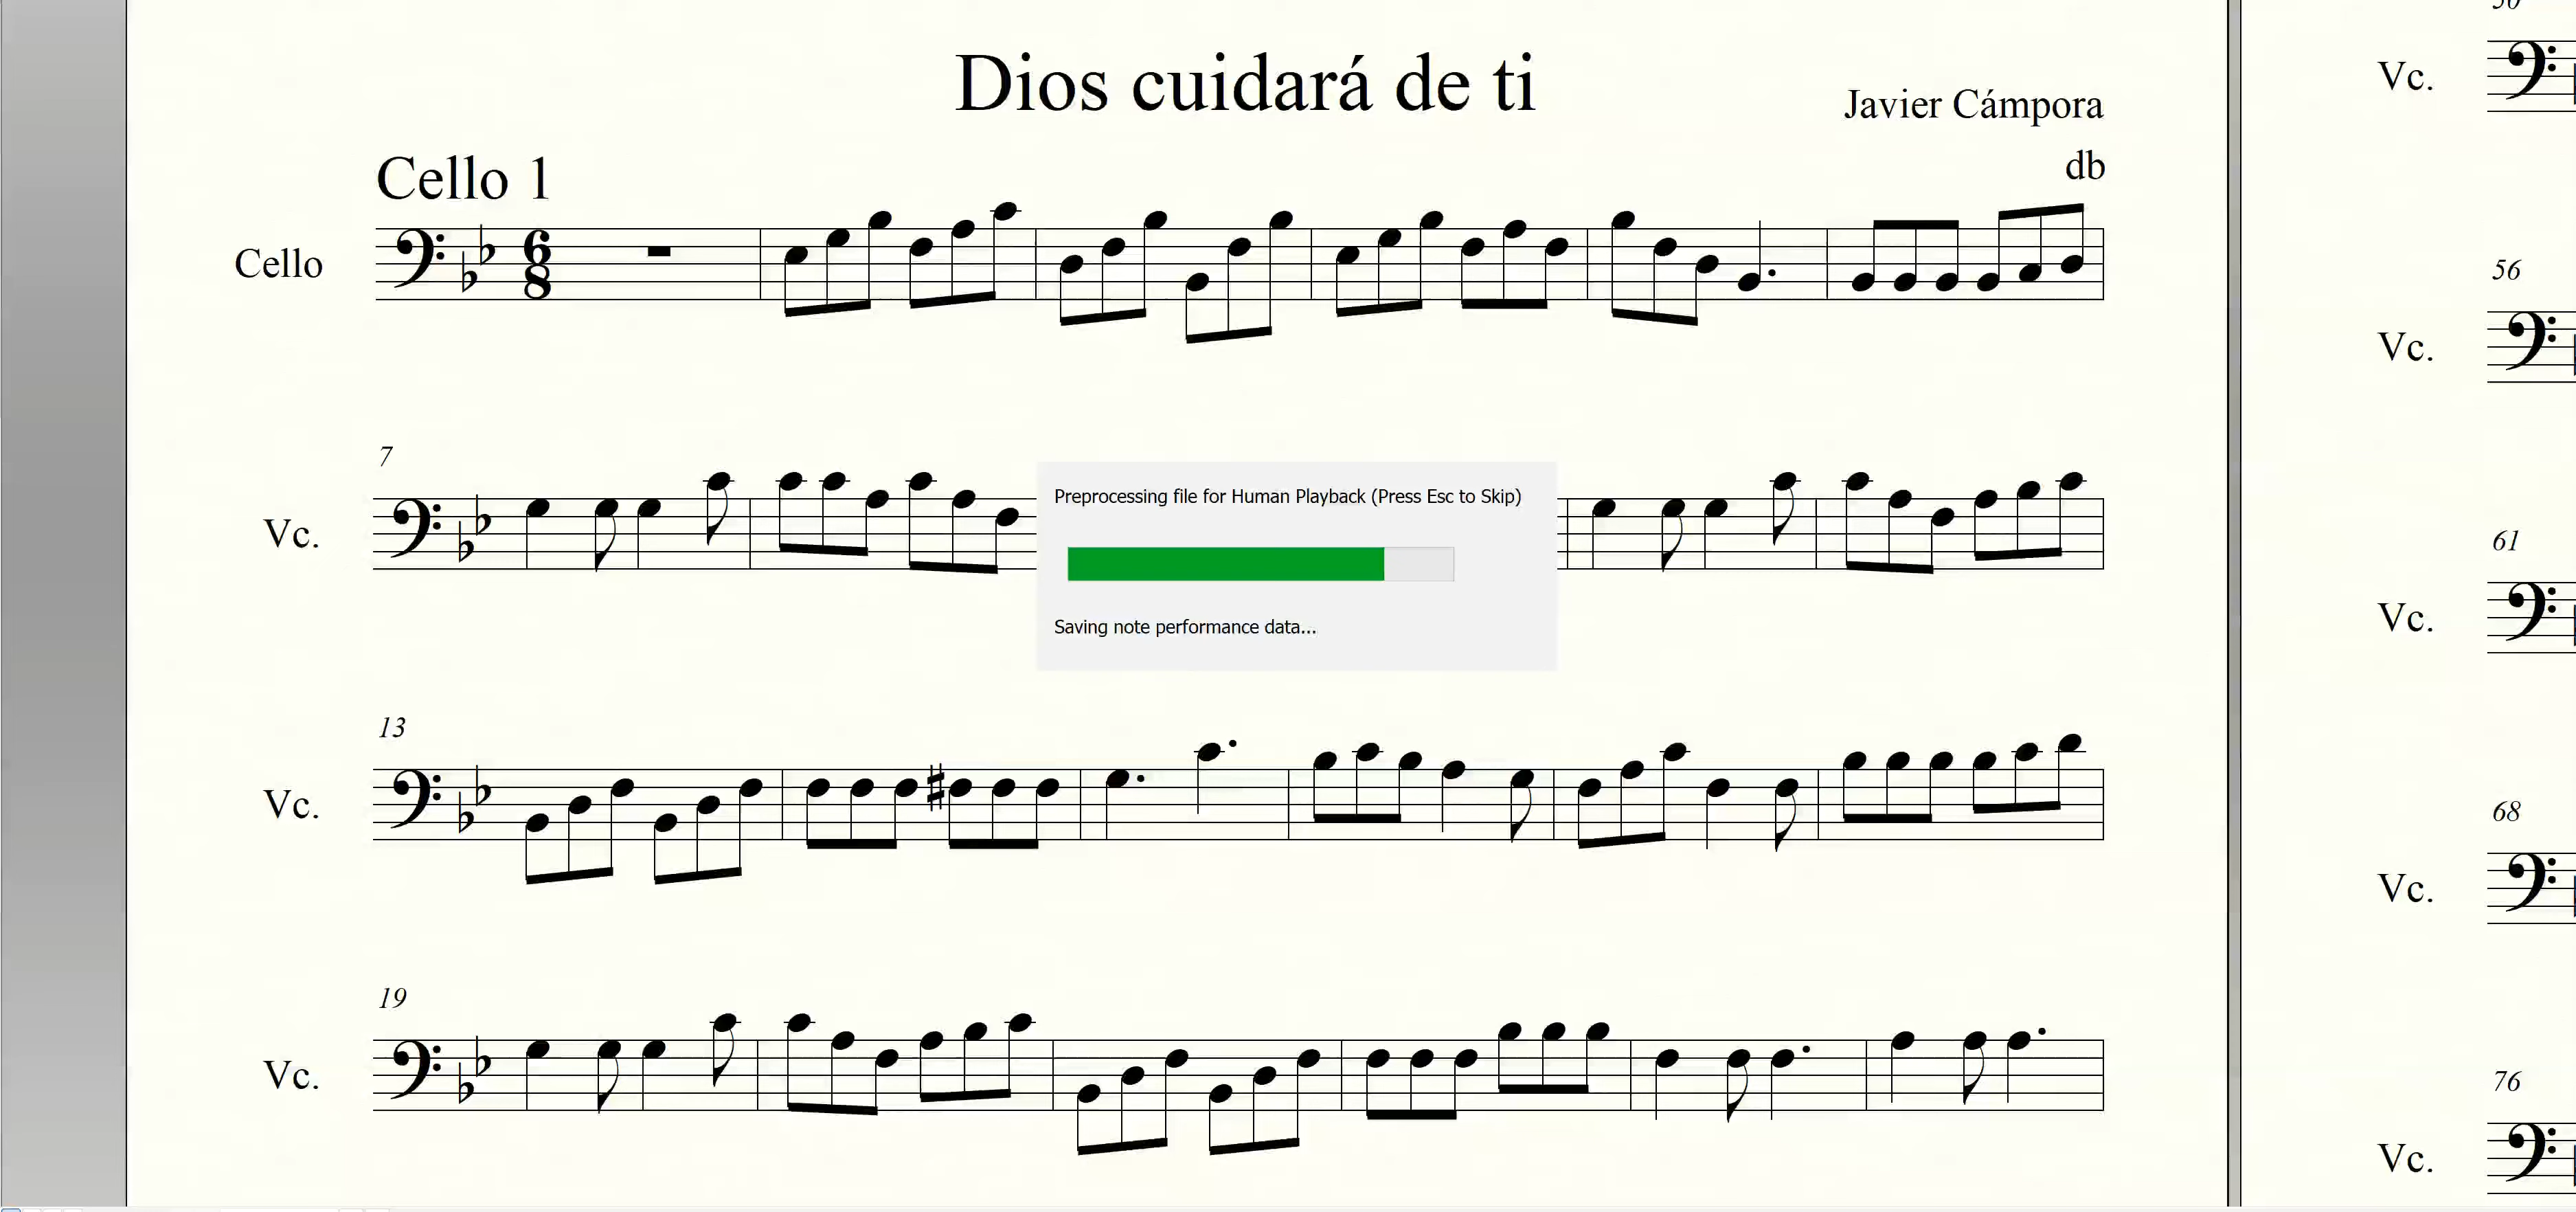 Dios cuidará de ti
Javier Cámpora
db
Cello 1
Cello
6
8
7
Vc.
Preprocessing file for Human Playback (Press Esc to Skip)
Saving note performance data...
13
Vc.
19
Vc.
Vc.
56
Vc.
61
Vc.
68
Vc.
76
Vc.